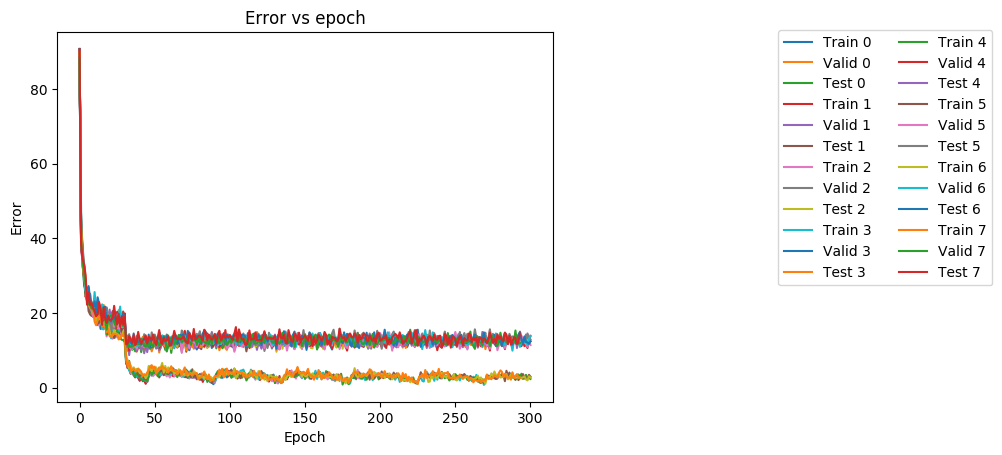 Error vs epoch
Error
80
60
40
20
0
0 50 100 150 200 250 300
Epoch
Train 0
Valid 0
Test 0
Train 1
Valid 1
Test 1
Train 2
Valid 2
Test 2
Train 3
Valid 3
Test 3
Train 4
Valid 4
Test 4
Train 5
Valid 5
Test 5
Train 6
Valid 6
Test 6
Train 7
Valid 7
Test 7